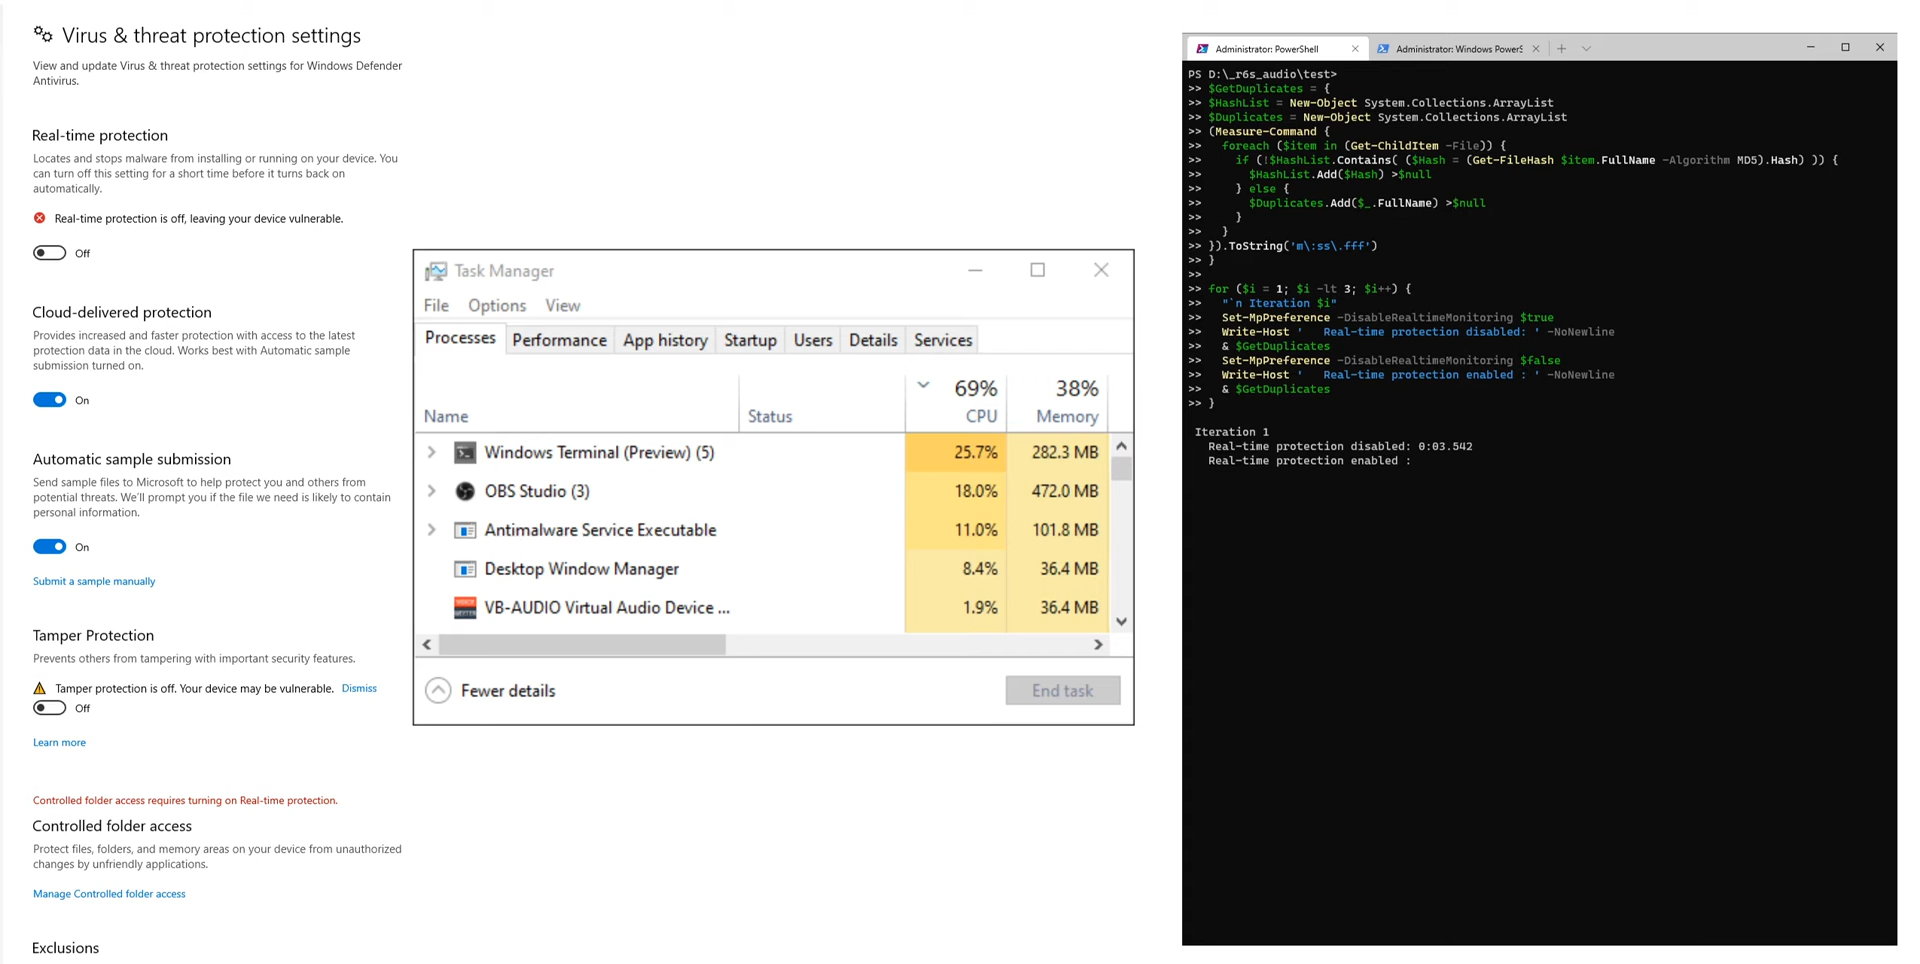 Virus & threat protection settings
View and update Virus & threat protection settings for Windows Defender
Antivirus.
Real-time protection
Locates and stops malware from installing or running on your device. You
can turn off this setting for a short time before it turns back on
automatically.
Real-time protection is off, leaving your device vulnerable.
Off
Cloud-delivered protection
Provides increased and faster protection with access to the latest
protection data in the cloud. Works best with Automatic sample
submission turned on.
On
Automatic sample submission
Send sample files to Microsoft to help protect you and others from
potential threats. We'll prompt you if the file we need is likely to contain
personal information.
On
Submit a sample manually
Tamper Protection
Prevents others from tampering with important security features.
Tamper protection is off. Your device may be vulnerable. Dismiss
Off
Learn more
Controlled folder access requires turning on Real-time protection.
Controlled folder access
Protect files, folders, and memory areas on your device from unauthorized
changes by unfriendly applications.
Manage Controlled folder access
Exclusions
Task Manager
File Options View
Processes Performance App history Startup Users Details Services
69% 38%
Name Status CPU Memory
Windows Terminal (Preview) (5) 25.7% 282.3 MB
OBS Studio (3) 18.0% 472.0 MB
Antimalware Service Executable 11.0% 101.8 MB
Desktop Window Manager 8.4% 36.4 MB
VB-AUDIO Virtual Audio Device ... 1.9% 36.4 MB
Fewer details End task
Administrator: PowerShell Administrator: Windows PowerS
PS D:\_r6s_audio\test>
>> $GetDuplicates = {
>> $HashList = New-Object System.Collections.ArrayList
>> $Duplicates = New-Object System.Collections.ArrayList
>> (Measure-Command {
>>   foreach ($item in (Get-ChildItem -File)) {
>>     if (!$HashList.Contains( ($Hash = (Get-FileHash $item.FullName -Algorithm MD5).Hash) )) {
>>       $HashList.Add($Hash) >$null
>>     } else {
>>       $Duplicates.Add($_.FullName) >$null
>>     }
>>   }
>> }).ToString('m\:ss\.fff')
>> }
>>
>> for ($i = 1; $i -lt 3; $i++) {
>>   "`n Iteration $i"
>>   Set-MpPreference -DisableRealtimeMonitoring $true
>>   Write-Host '   Real-time protection disabled: ' -NoNewline
>>   & $GetDuplicates
>>   Set-MpPreference -DisableRealtimeMonitoring $false
>>   Write-Host '   Real-time protection enabled : ' -NoNewline
>>   & $GetDuplicates
>> }
Iteration 1
Real-time protection disabled: 0:03.542
Real-time protection enabled :